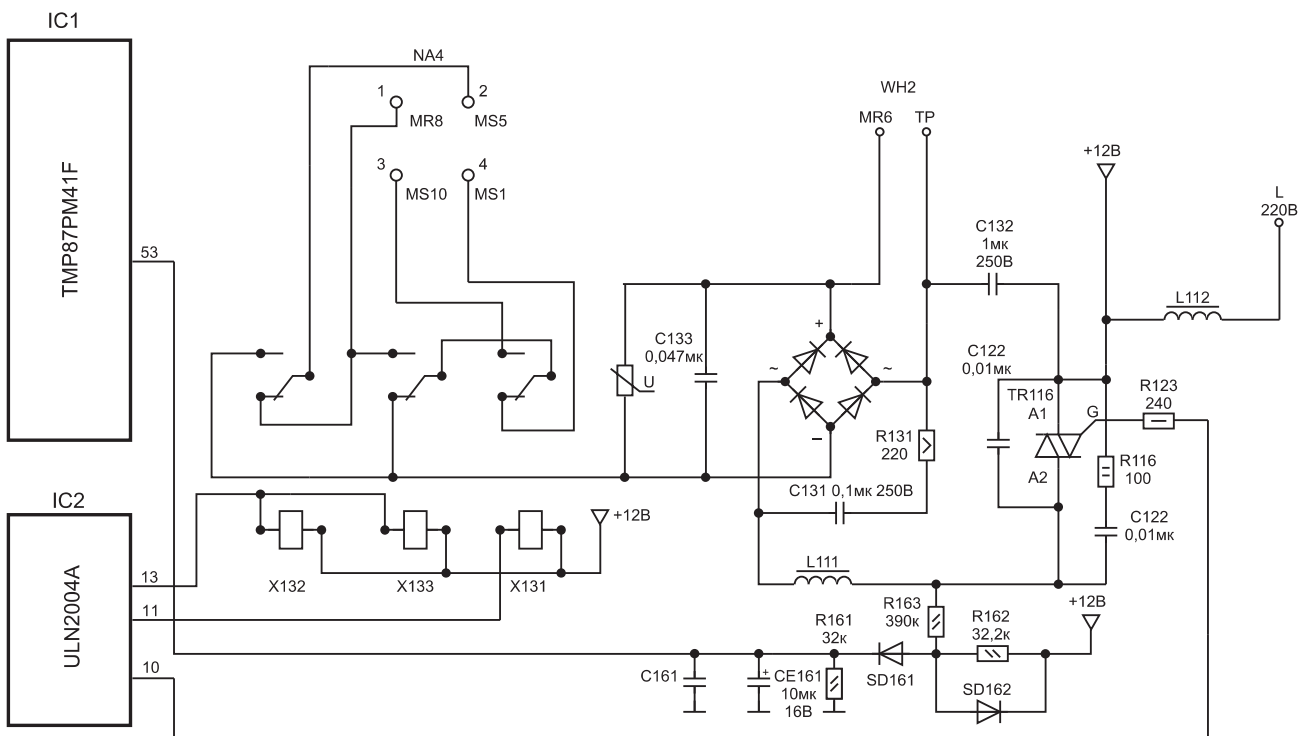 IC1
TMP87PM41F
53
NA4
1
MR8
2
MS5
3
MS10
4
MS1
WH2
MR6
TP
+12В
L
220В
C132
1мк
250В
L112
C133
0,047мк
U
+
~
~
–
C122
0,01мк
TR116
A1
G
A2
R123
240
R131
220
R116
100
C131 0,1мк 250В
C122
0,01мк
L111
IC2
ULN2004A
13
11
10
X132
X133
X131
+12В
R163
390к
R162
32,2к
+12В
R161
32к
C161
+
CE161
10мк
16В
SD161
SD162